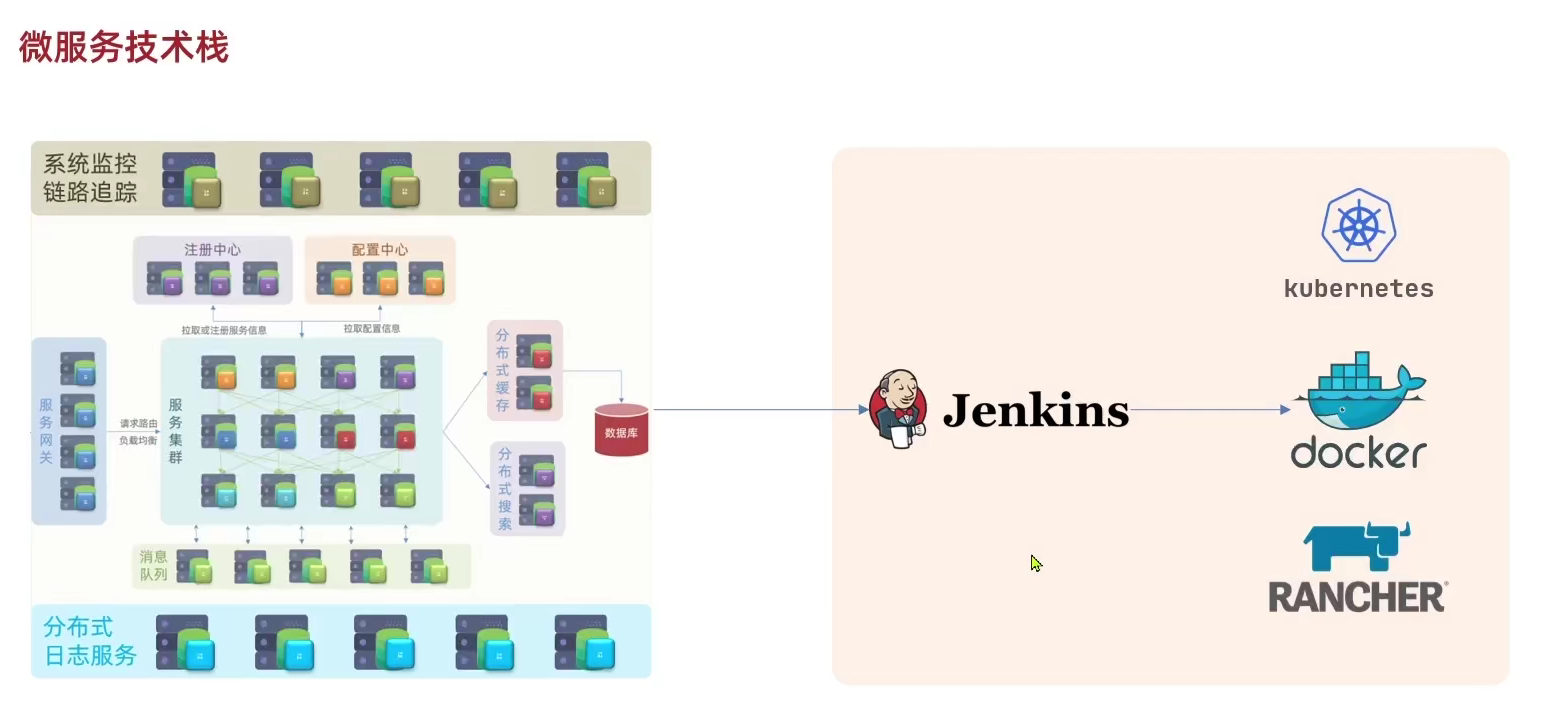 微服务技术栈
系统监控
链路追踪
注册中心
配置中心
拉取或注册服务信息
拉取配置信息
服务网关
请求路由
负载均衡
服务集群
分布式缓存
分布式搜索
数据库
消息
队列
分布式
日志服务
Jenkins
kubernetes
docker
RANCHER®